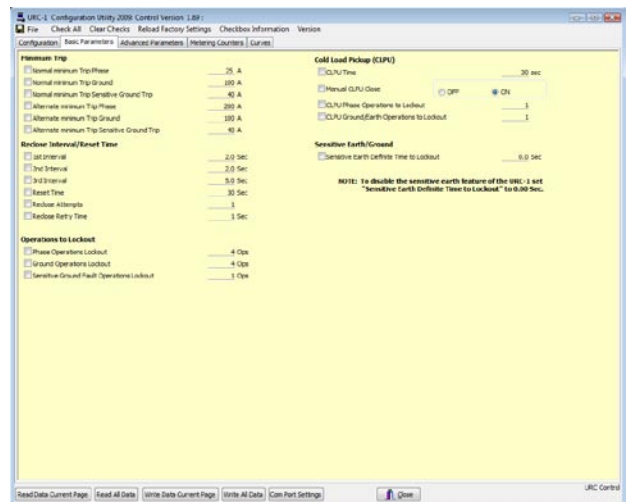 URC-1 Configuration Utility 2009: Control Version 1.89 :
File Check All Clear Checks Reload Factory Settings Checkbox Information Version
Configuration Basic Parameters Advanced Parameters Metering Counters Curves
Minimum Trip
Normal minimum Trip Phase 25 A
Normal minimum Trip Ground 100 A
Normal minimum Trip Sensitive Ground Trip 40 A
Alternate minimum Trip Phase 200 A
Alternate minimum Trip Ground 100 A
Alternate minimum Trip Sensitive Ground Trip 40 A
Reclose Interval/Reset Time
1st Interval 2.0 Sec
2nd Interval 2.0 Sec
3rd Interval 5.0 Sec
Reset Time 30 Sec
Reclose Attempts 1
Reclose Retry Time 1 Sec
Operations to Lockout
Phase Operations Lockout 4 Ops
Ground Operations Lockout 4 Ops
Sensitive Ground Fault Operations Lockout 1 Ops
Cold Load Pickup (CLPU)
CLPU Time 30 sec
Manual CLPU Close OFF ON
CLPU Phase Operations to Lockout 1
CLPU Ground/Earth Operations to Lockout 1
Sensitive Earth/Ground
Sensitive Earth Definite Time to Lockout 0.0 Sec
NOTE: To disable the sensitive earth feature of the URC-1 set
"Sensitive Earth Definite Time to Lockout" to 0.00 Sec.
Read Data Current Page Read All Data Write Data Current Page Write All Data Com Port Settings Close
URC Control